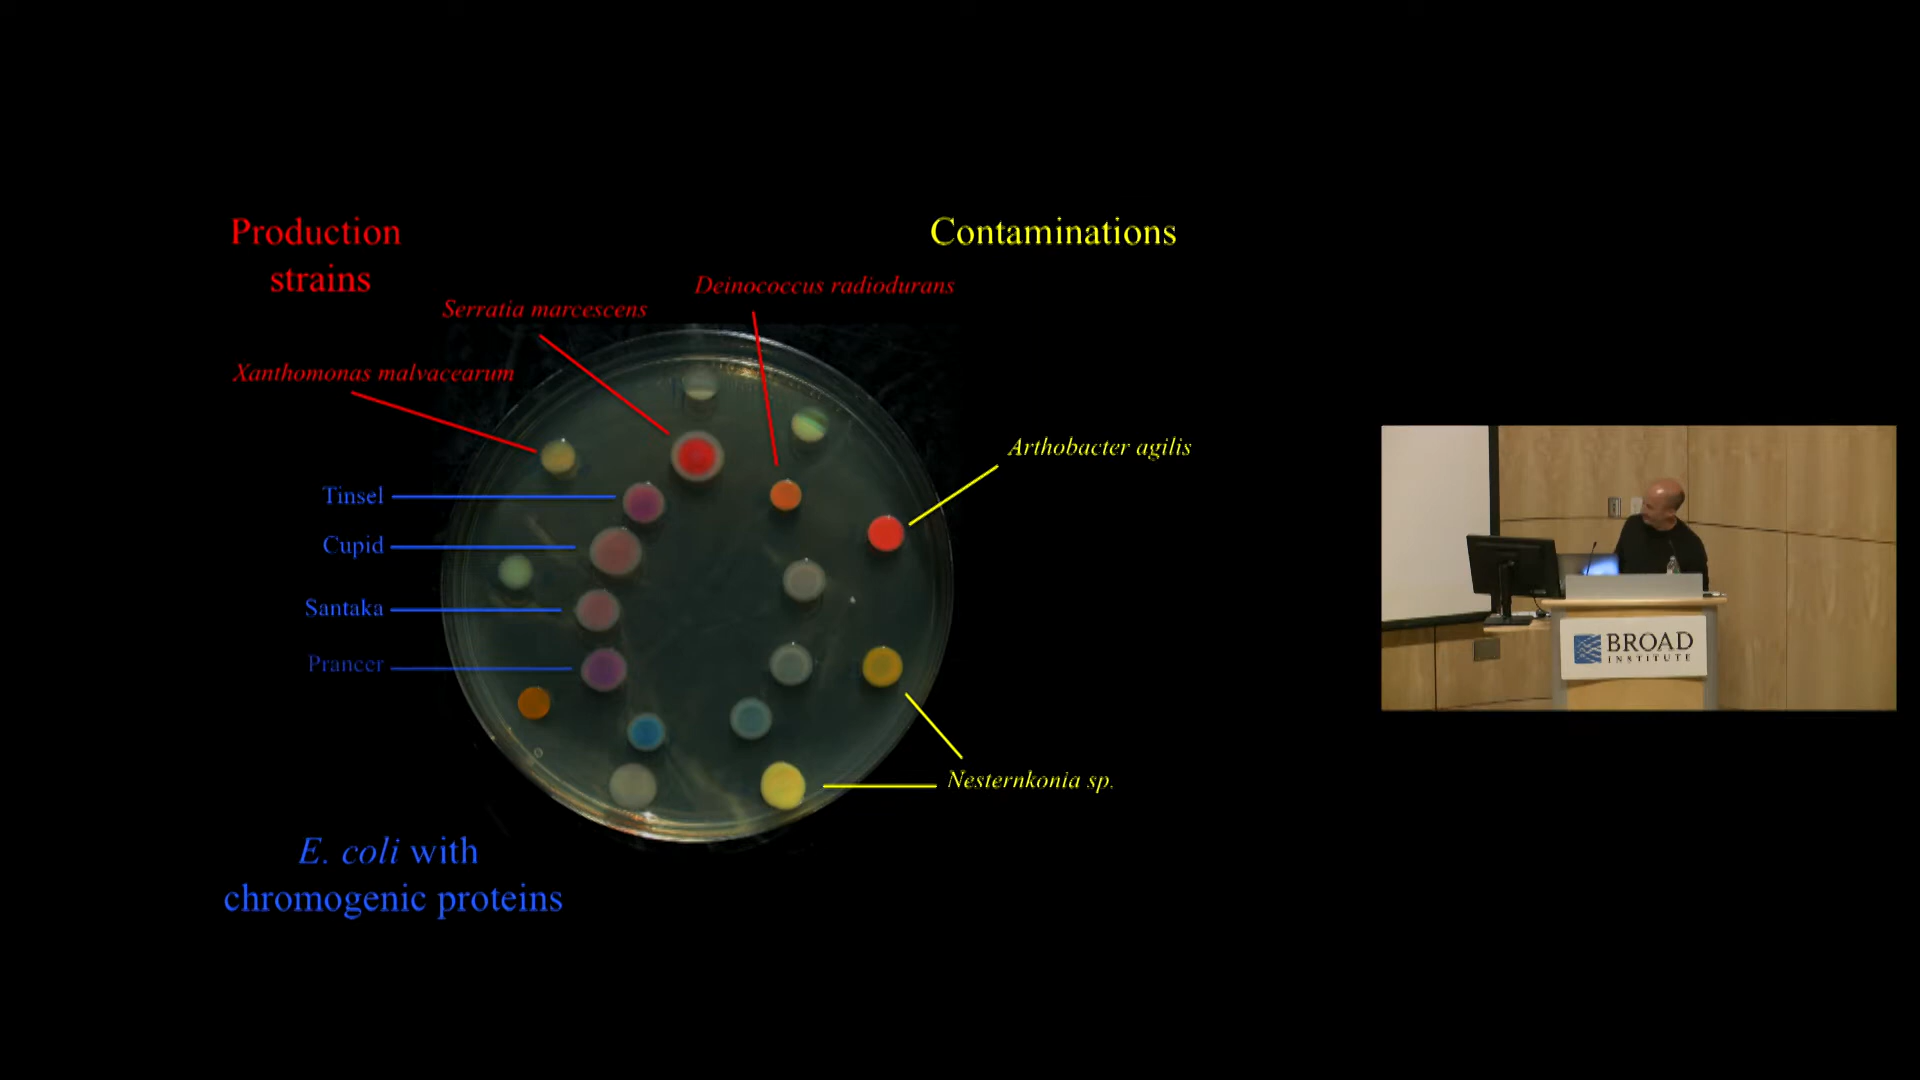 Production
strains
Contaminations
Deinococcus radiodurans
Serratia marcescens
Xanthomonas malvacearum
Arthobacter agilis
Tinsel
Cupid
Santaka
Prancer
Nesternkonia sp.
E. coli with
chromogenic proteins
BROAD
INSTITUTE